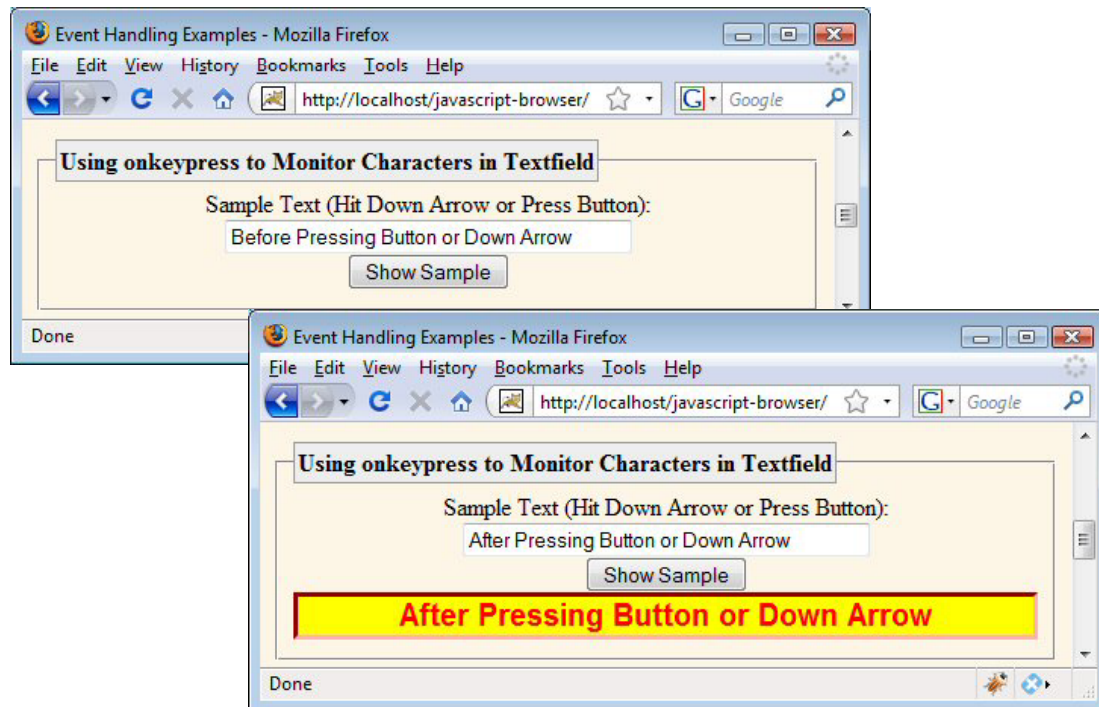 Event Handling Examples - Mozilla Firefox
File Edit View History Bookmarks Tools Help
http://localhost/javascript-browser/ Google
Using onkeypress to Monitor Characters in Textfield
Sample Text (Hit Down Arrow or Press Button):
Before Pressing Button or Down Arrow
Show Sample
Done
Event Handling Examples - Mozilla Firefox
File Edit View History Bookmarks Tools Help
http://localhost/javascript-browser/ G Google
Using onkeypress to Monitor Characters in Textfield
Sample Text (Hit Down Arrow or Press Button):
After Pressing Button or Down Arrow
Show Sample
After Pressing Button or Down Arrow
Done